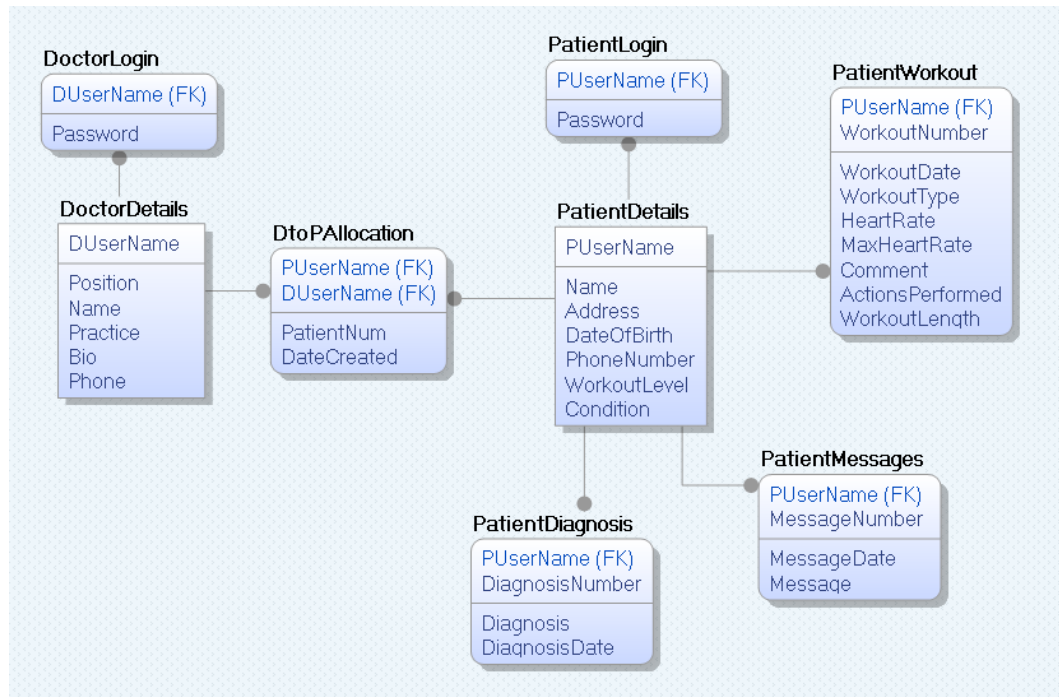 DoctorLogin
DUserName (FK)
Password
DoctorDetails
DUserName
Position
Name
Practice
Bio
Phone
DtoPAllocation
PUserName (FK)
DUserName (FK)
PatientNum
DateCreated
PatientLogin
PUserName (FK)
Password
PatientDetails
PUserName
Name
Address
DateOfBirth
PhoneNumber
WorkoutLevel
Condition
PatientWorkout
PUserName (FK)
WorkoutNumber
WorkoutDate
WorkoutType
HeartRate
MaxHeartRate
Comment
ActionsPerformed
WorkoutLength
PatientMessages
PUserName (FK)
MessageNumber
MessageDate
Message
PatientDiagnosis
PUserName (FK)
DiagnosisNumber
Diagnosis
DiagnosisDate